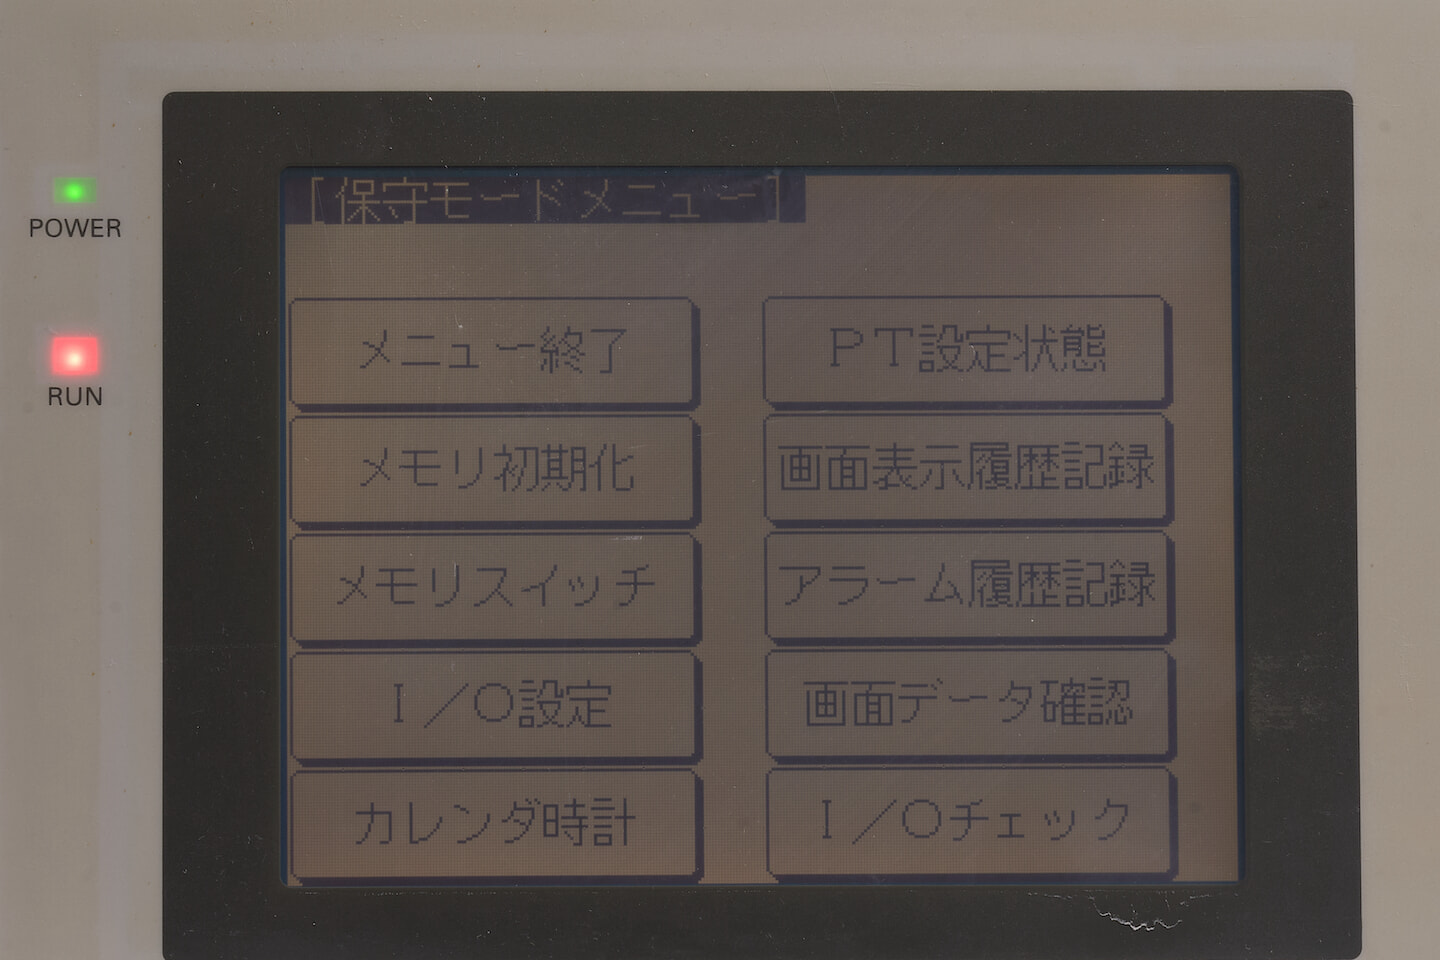 [保守モードメニュー]
POWER
RUN
メニュー終了
PT設定状態
メモリ初期化
画面表示履歴記録
メモリスイッチ
アラーム履歴記録
I/O設定
画面データ確認
カレンダ時計
I/Oチェック